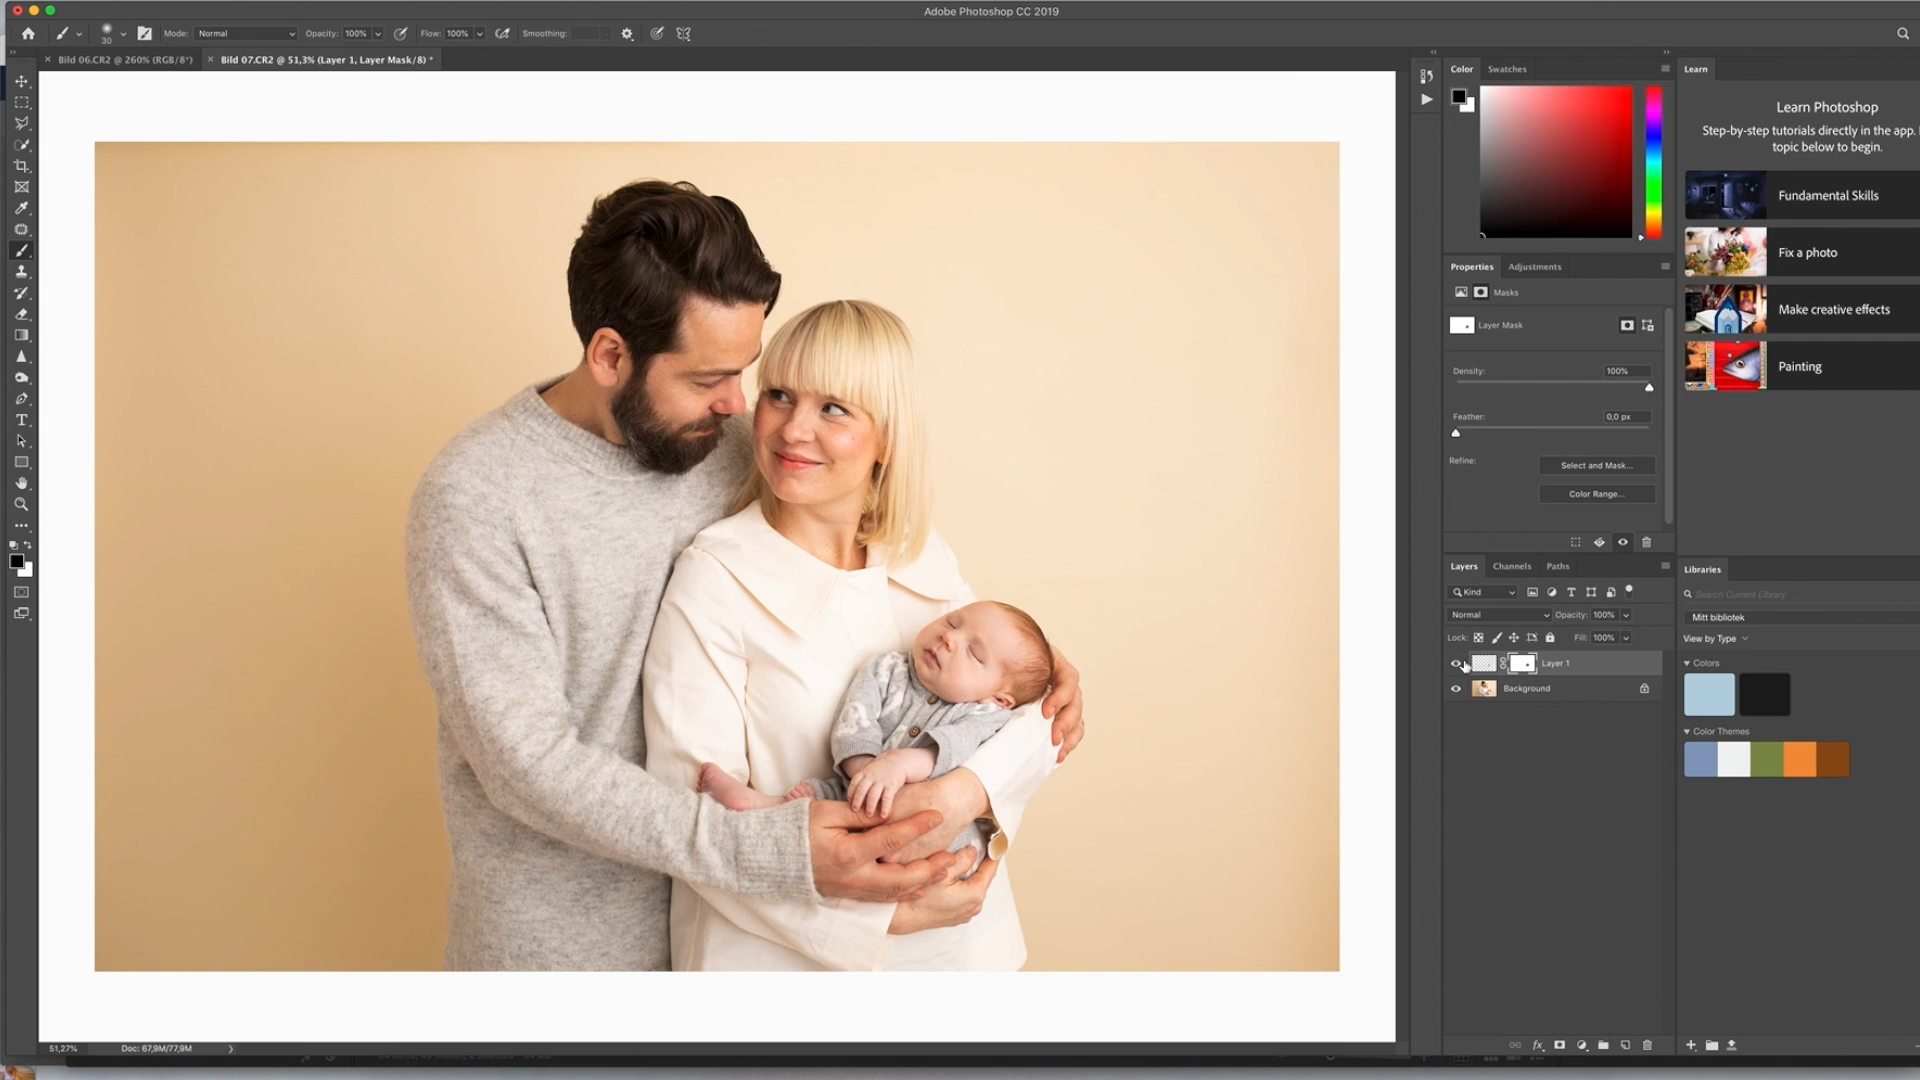 Adobe Photoshop CC 2019
30
Mode: Normal
Opacity: 100%
Flow: 100%
Smoothing:
Bild 06.CR2 @ 260% (RGB/8*)
Bild 07.CR2 @ 51,3% (Layer 1, Layer Mask/8) *
Color
Swatches
Learn
Learn Photoshop
Step-by-step tutorials directly in the app.
topic below to begin.
Fundamental Skills
Fix a photo
Make creative effects
Painting
Properties
Adjustments
Masks
Layer Mask
Density: 100%
Feather: 0,0 px
Refine:
Select and Mask...
Color Range...
Layers
Channels
Paths
Kind
Normal
Opacity: 100%
Lock:
Fill: 100%
Layer 1
Background
Libraries
Search Current Library
Mitt bibliotek
View by Type
Colors
Color Themes
51,27%
Doc: 67,9M/77,9M
fx